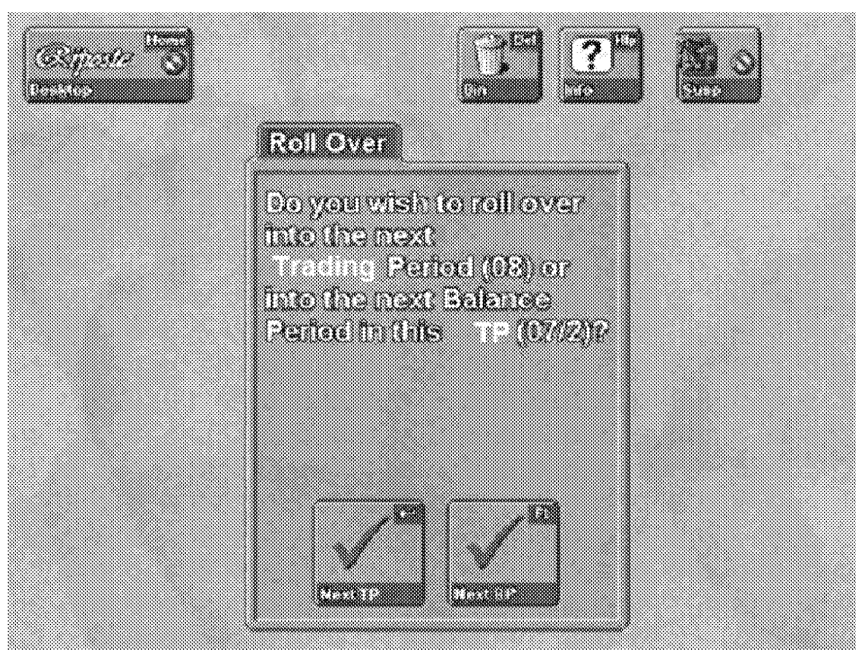 Riposte
Home
Desktop
Del
Bin
Hlp
Info
Susp
Roll Over
Do you wish to roll over
into the next
Trading Period (08) or
into the next Balance
Period in this TP (07/2)?
Next TP
Next BP